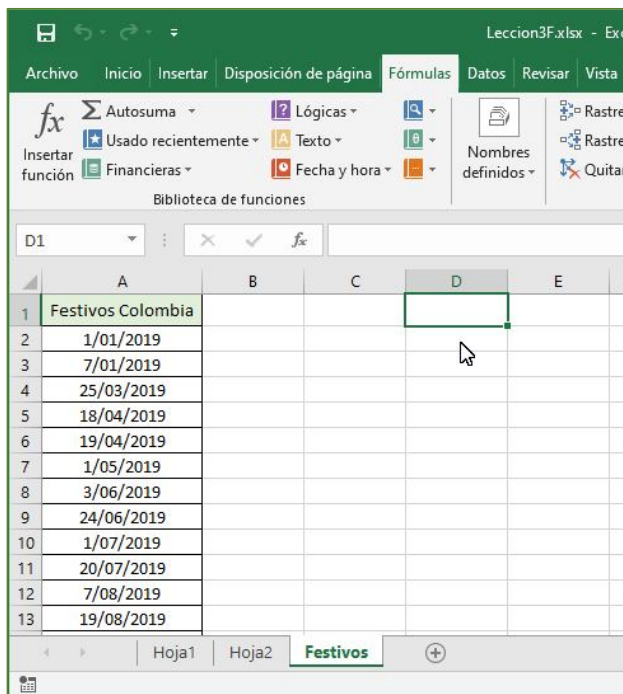 Leccion3F.xlsx - Exc
Archivo Inicio Insertar Disposición de página Fórmulas Datos Revisar Vista
fx Insertar función
Autosuma
Usado recientemente
Financieras
Lógicas
Texto
Fecha y hora
Nombres definidos
Rastre
Rastre
Quitar
Biblioteca de funciones
D1 fx
A B C D E
1 Festivos Colombia
2 1/01/2019
3 7/01/2019
4 25/03/2019
5 18/04/2019
6 19/04/2019
7 1/05/2019
8 3/06/2019
9 24/06/2019
10 1/07/2019
11 20/07/2019
12 7/08/2019
13 19/08/2019
Hoja1 Hoja2 Festivos